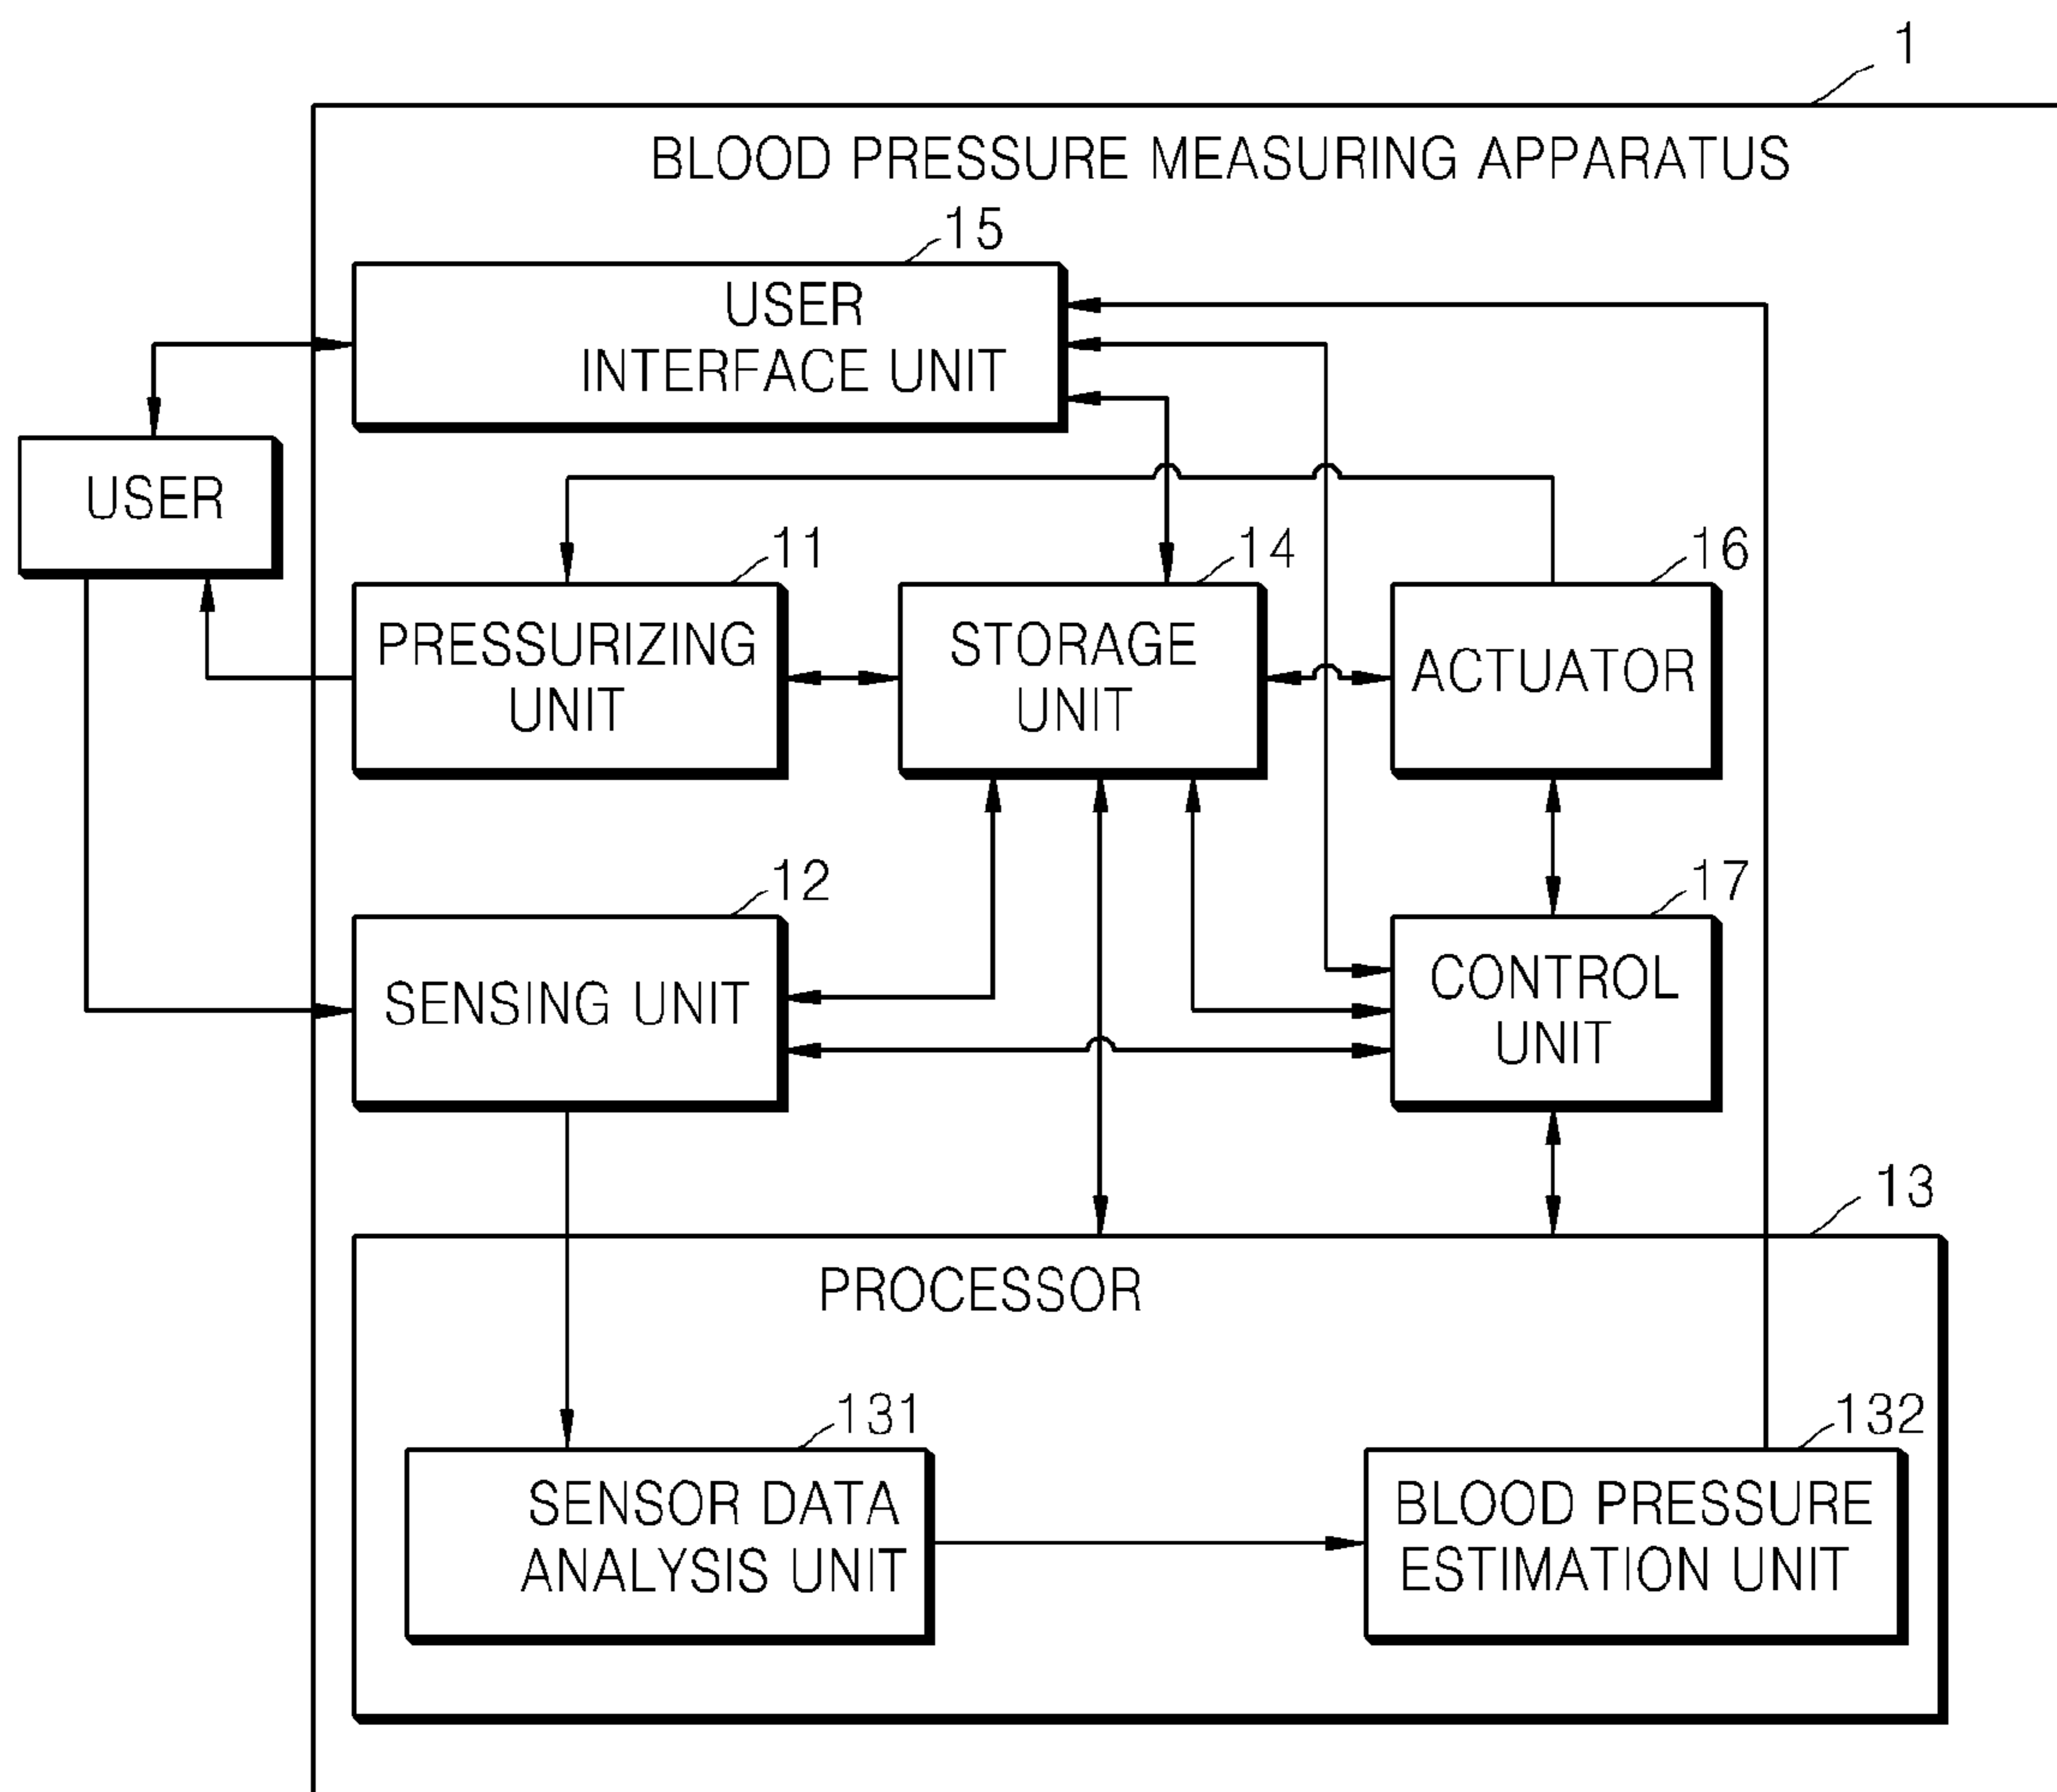 1
BLOOD PRESSURE MEASURING APPARATUS
15
USER
INTERFACE UNIT
USER
11
PRESSURIZING
UNIT
14
STORAGE
UNIT
16
ACTUATOR
12
SENSING UNIT
17
CONTROL
UNIT
13
PROCESSOR
131
SENSOR DATA
ANALYSIS UNIT
132
BLOOD PRESSURE
ESTIMATION UNIT